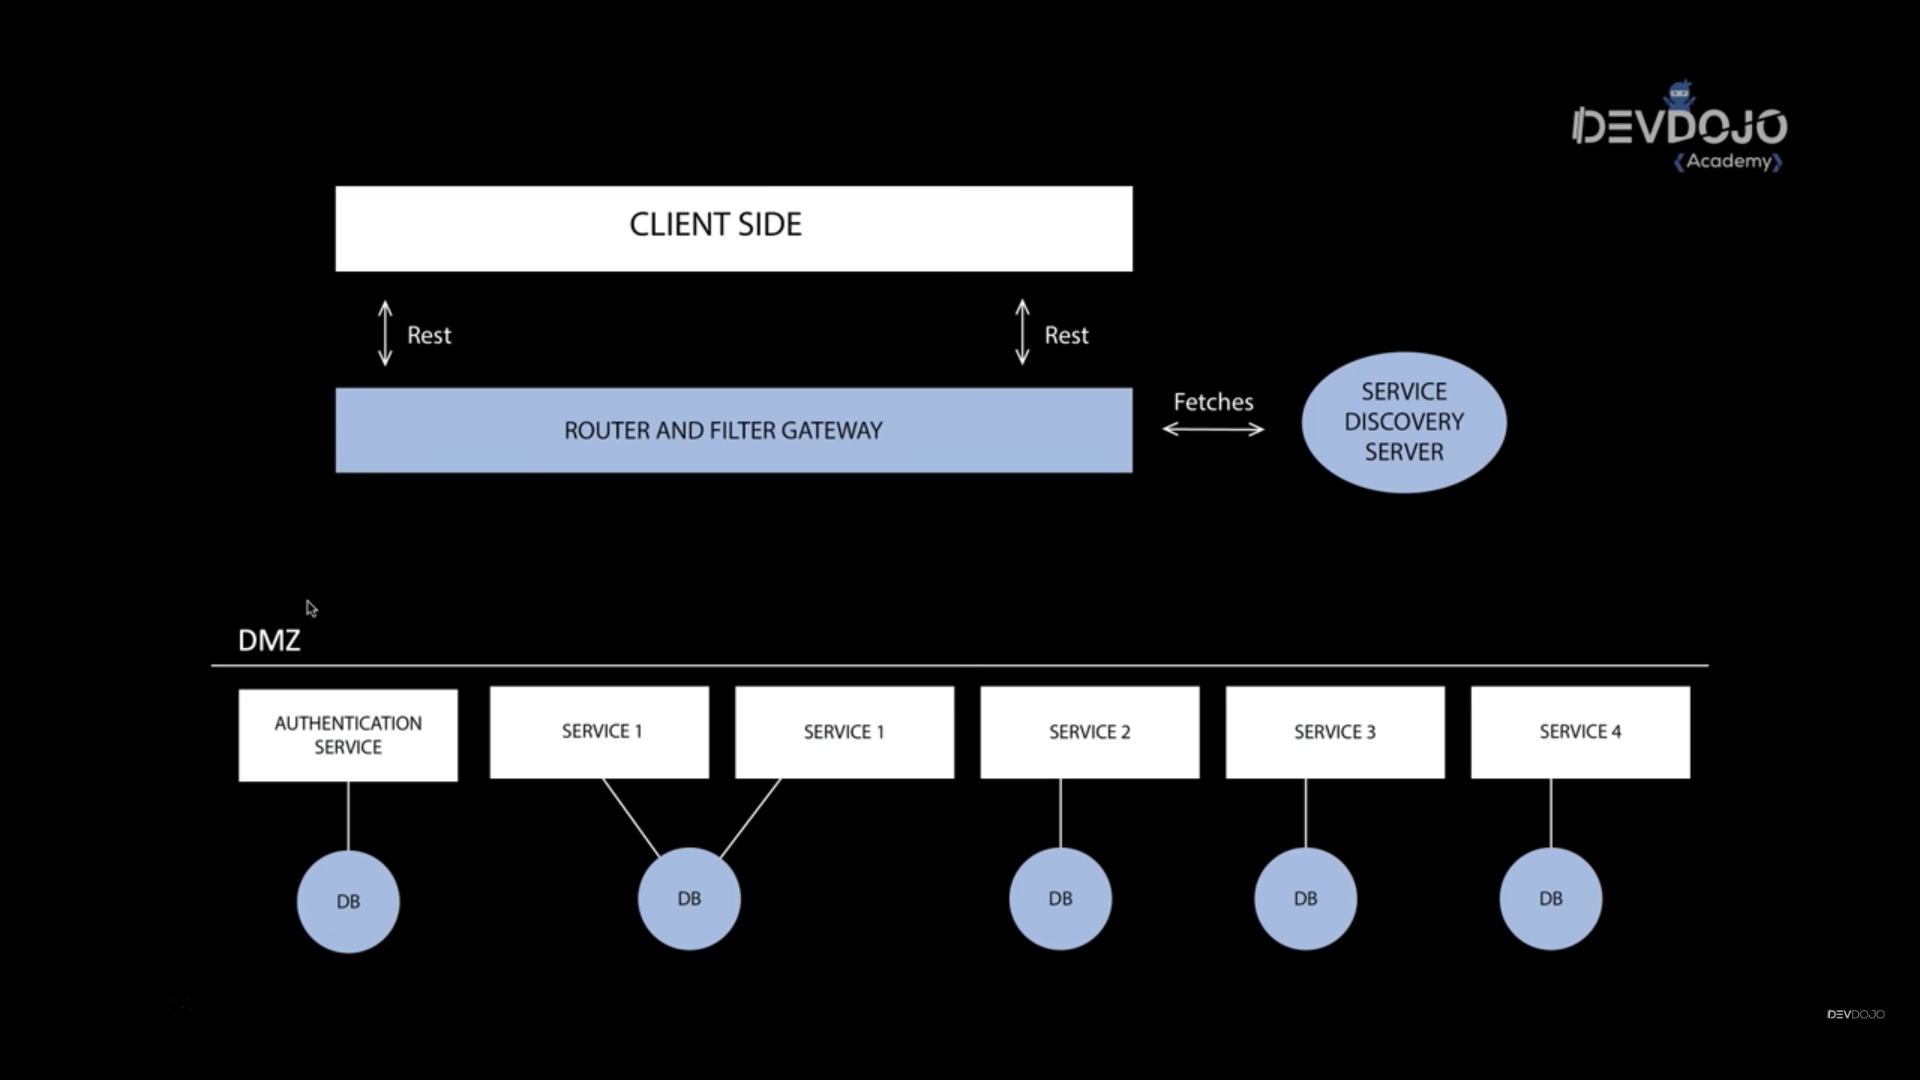 DEVDOJO
Academy
CLIENT SIDE
Rest
Rest
ROUTER AND FILTER GATEWAY
Fetches
SERVICE
DISCOVERY
SERVER
DMZ
AUTHENTICATION
SERVICE
SERVICE 1
SERVICE 1
SERVICE 2
SERVICE 3
SERVICE 4
DB
DB
DB
DB
DB
DEVDOJO